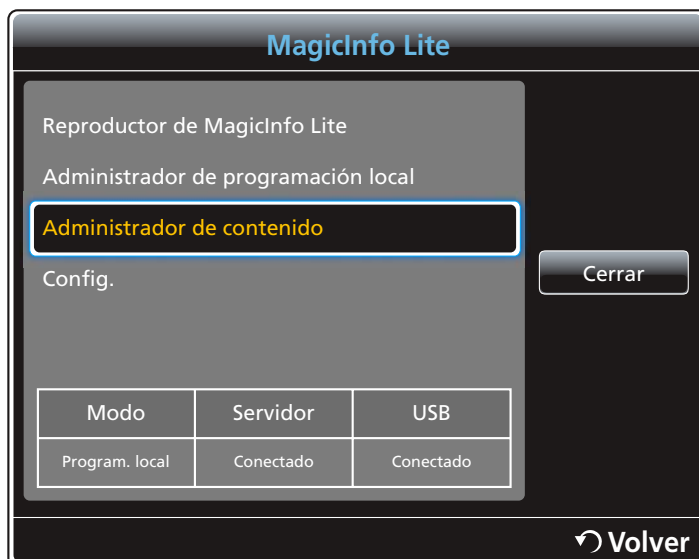 MagicInfo Lite
Reproductor de MagicInfo Lite
Administrador de programación local
Administrador de contenido
Config.
Cerrar
Modo Servidor USB
Program. local Conectado Conectado
Volver